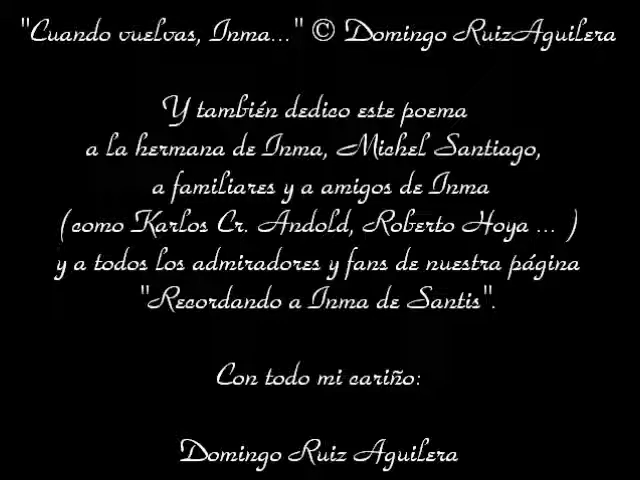 "Cuando vuelvas, Inma..." © Domingo RuizAguilera
Y también dedico este poema
a la hermana de Inma, Michel Santiago,
a familiares y a amigos de Inma
(como Karlos Cr. Andold, Roberto Hoya ... )
y a todos los admiradores y fans de nuestra página
"Recordando a Inma de Santis".
Con todo mi cariño:
Domingo Ruiz Aguilera